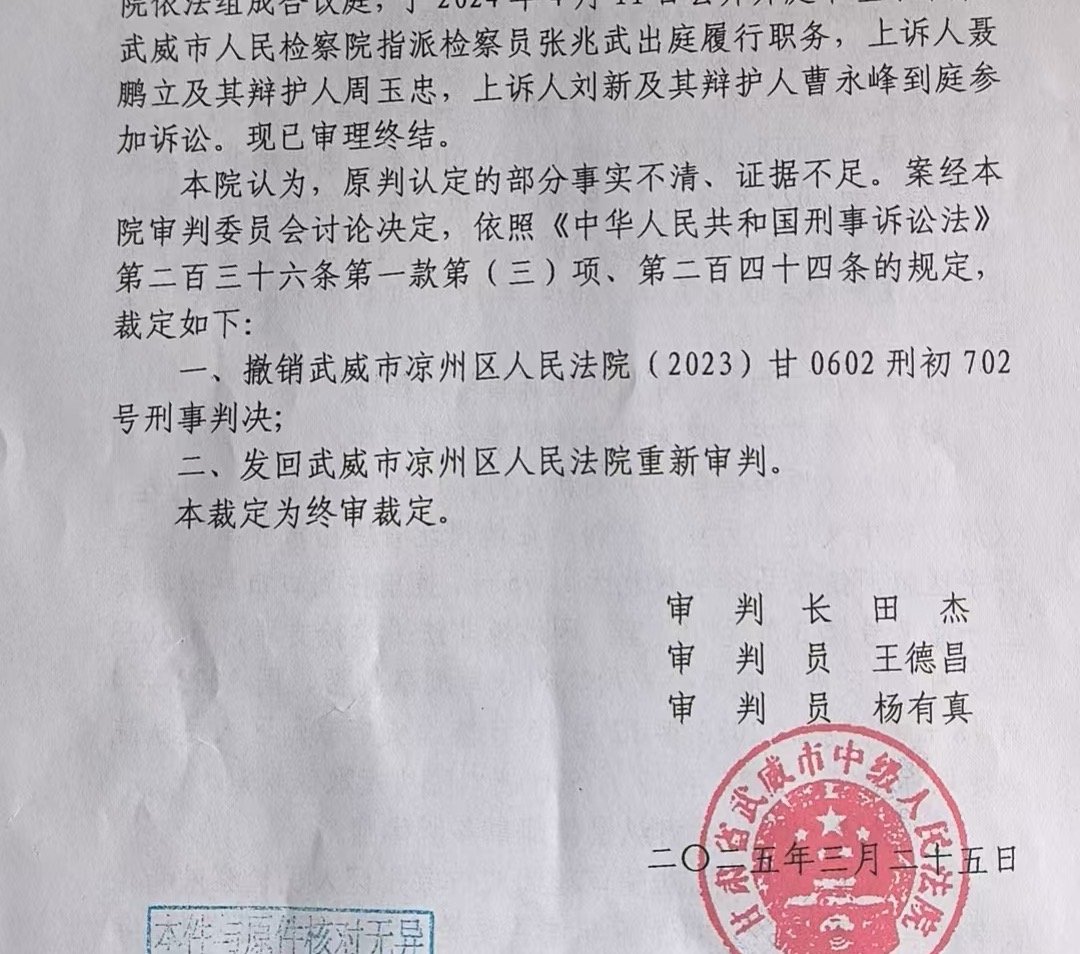 院依法组成合议庭，于2024年4月11日公开开庭
武威市人民检察院指派检察员张兆武出庭履行职务，上诉人聂
鹏立及其辩护人周玉忠，上诉人刘新及其辩护人曹永峰到庭参
加诉讼。现已审理终结。
本院认为，原判认定的部分事实不清、证据不足。案经本
院审判委员会讨论决定，依照《中华人民共和国刑事诉讼法》
第二百三十六条第一款第（三）项、第二百四十四条的规定，
裁定如下：
一、撤销武威市凉州区人民法院（2023）甘0602刑初702
号刑事判决；
二、发回武威市凉州区人民法院重新审判。
本裁定为终审裁定。
审 判 长 田 杰
审 判 员 王德昌
审 判 员 杨有真
甘肃省武威市中级人民法院
二〇二五年三月二十五日
本件与原件核对无异